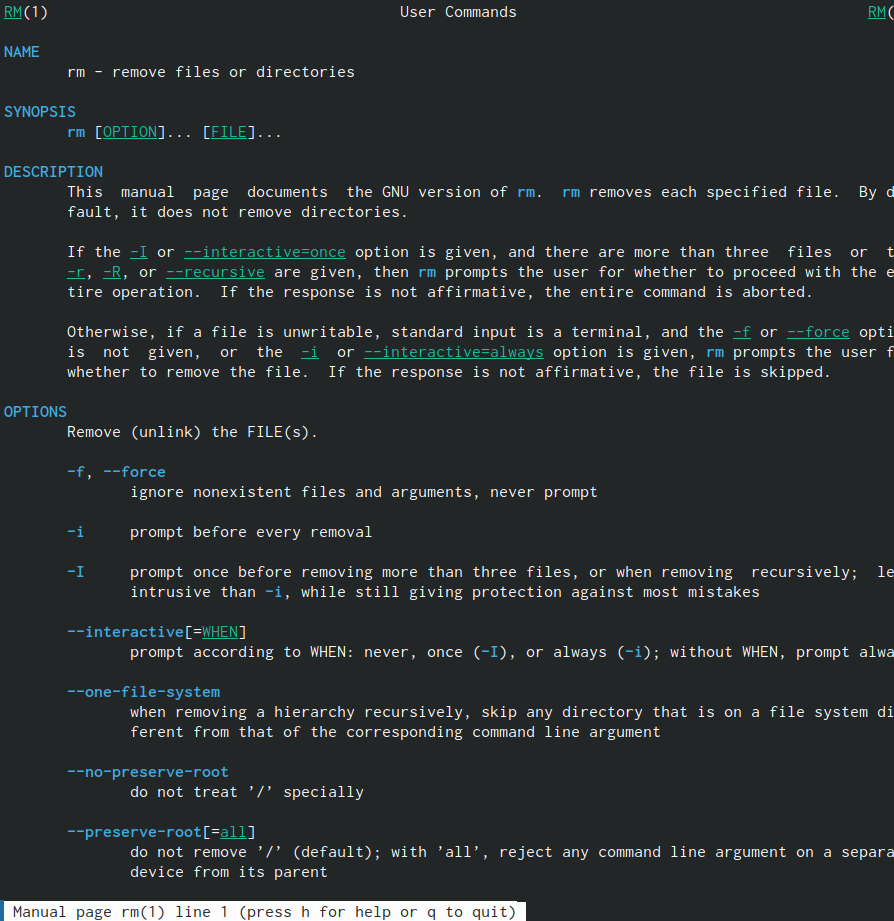 RM(1) User Commands RM(
NAME
rm - remove files or directories
SYNOPSIS
rm [OPTION]... [FILE]...
DESCRIPTION
This manual page documents the GNU version of rm. rm removes each specified file. By d
fault, it does not remove directories.
If the -I or --interactive=once option is given, and there are more than three files or t
-r, -R, or --recursive are given, then rm prompts the user for whether to proceed with the e
tire operation. If the response is not affirmative, the entire command is aborted.
Otherwise, if a file is unwritable, standard input is a terminal, and the -f or --force opti
is not given, or the -i or --interactive=always option is given, rm prompts the user f
whether to remove the file. If the response is not affirmative, the file is skipped.
OPTIONS
Remove (unlink) the FILE(s).
-f, --force
ignore nonexistent files and arguments, never prompt
-i prompt before every removal
-I prompt once before removing more than three files, or when removing recursively; le
intrusive than -i, while still giving protection against most mistakes
--interactive[=WHEN]
prompt according to WHEN: never, once (-I), or always (-i); without WHEN, prompt alwa
--one-file-system
when removing a hierarchy recursively, skip any directory that is on a file system di
ferent from that of the corresponding command line argument
--no-preserve-root
do not treat ’/’ specially
--preserve-root[=all]
do not remove ’/’ (default); with ’all’, reject any command line argument on a separa
device from its parent
Manual page rm(1) line 1 (press h for help or q to quit)